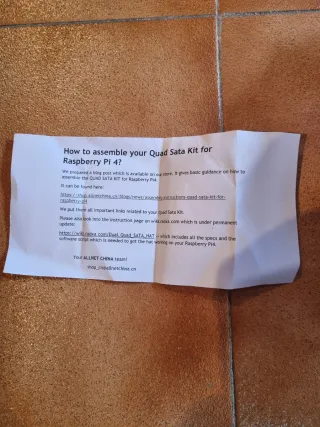 How to assemble your Quad Sata Kit for
Raspberry Pi 4?
We prepared a blog post which is available on our store. It gives basic guidance on how to
assemble the QUAD SATA KIT for Raspberry Pi4.
It can be found here:
We put there all important links related to your Quad Sata Kit.
Please also look into the instruction page on wiki.radxa.com which is under permanent
update:
https://wiki.radxa.com/Dual_Quad_SATA_HAT - which includes all the specs and the
software script which is needed to get the hat working on your Raspberry Pi4.
Your ALLNET CHINA team!